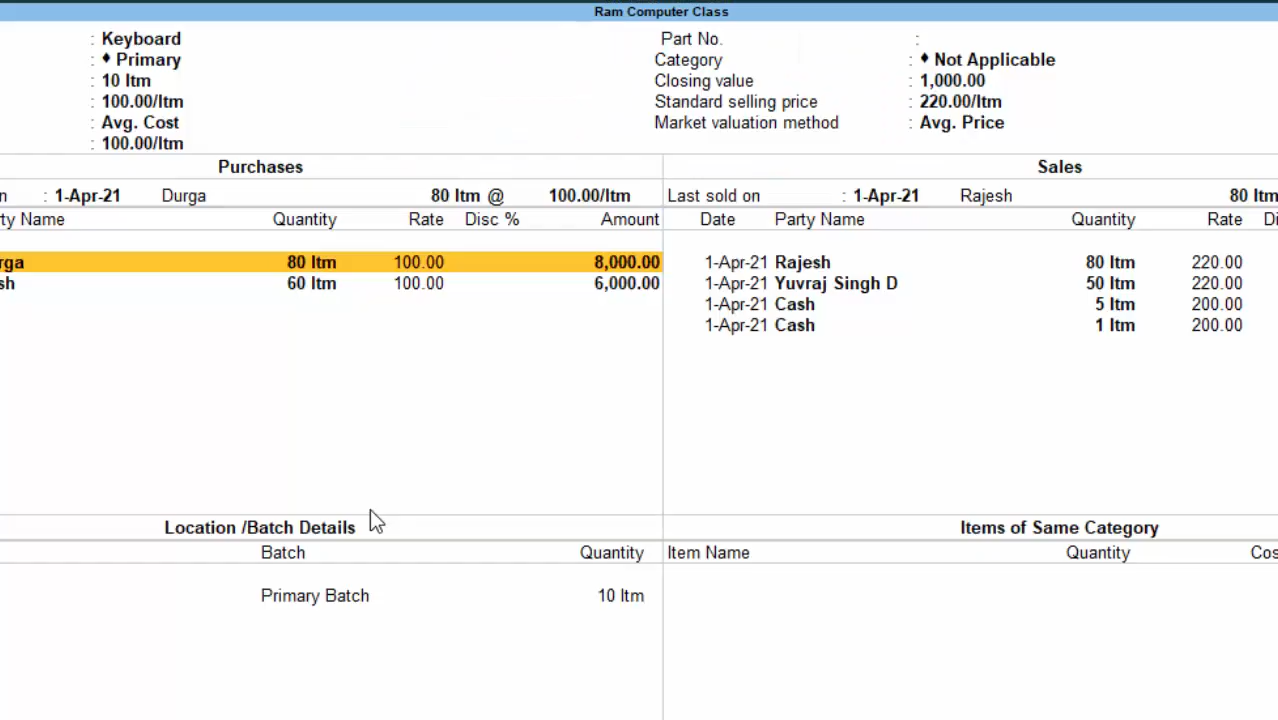 Ram Computer Class
: Keyboard Part No. :
: ♦ Primary Category : ♦ Not Applicable
: 10 Itm Closing value : 1,000.00
: 100.00/Itm Standard selling price : 220.00/Itm
: Avg. Cost Market valuation method : Avg. Price
: 100.00/Itm
Purchases Sales
n : 1-Apr-21 Durga 80 Itm @ 100.00/Itm Last sold on : 1-Apr-21 Rajesh 80 Itm
ty Name Quantity Rate Disc % Amount Date Party Name Quantity Rate Di
rga 80 Itm 100.00 8,000.00 1-Apr-21 Rajesh 80 Itm 220.00
sh 60 Itm 100.00 6,000.00 1-Apr-21 Yuvraj Singh D 50 Itm 220.00
1-Apr-21 Cash 5 Itm 200.00
1-Apr-21 Cash 1 Itm 200.00
Location /Batch Details Items of Same Category
Batch Quantity Item Name Quantity Cos
Primary Batch 10 Itm